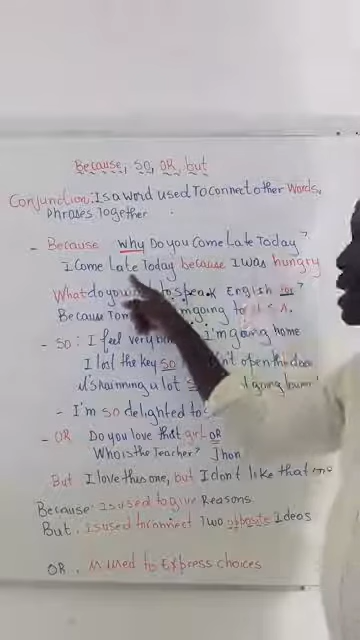 Because, SO, OR, but
Conjunction: Is a word used To connect other Words,
Phrases Together
- Because why Do you Come Late Today?
I Come Late Today because I was hungry
What do you to speak English for?
Because going to
- SO: I feel very I'm going home
I lost the key so open the door
a lot going
- I'm so delighted to
- OR Do you love that girl OR
Who is the Teacher? Jhon
But I love this one, but I don't like that one
Because: Is used to give Reasons.
But. Is used to connect Two opposite Ideas
OR. Is used to Express choices